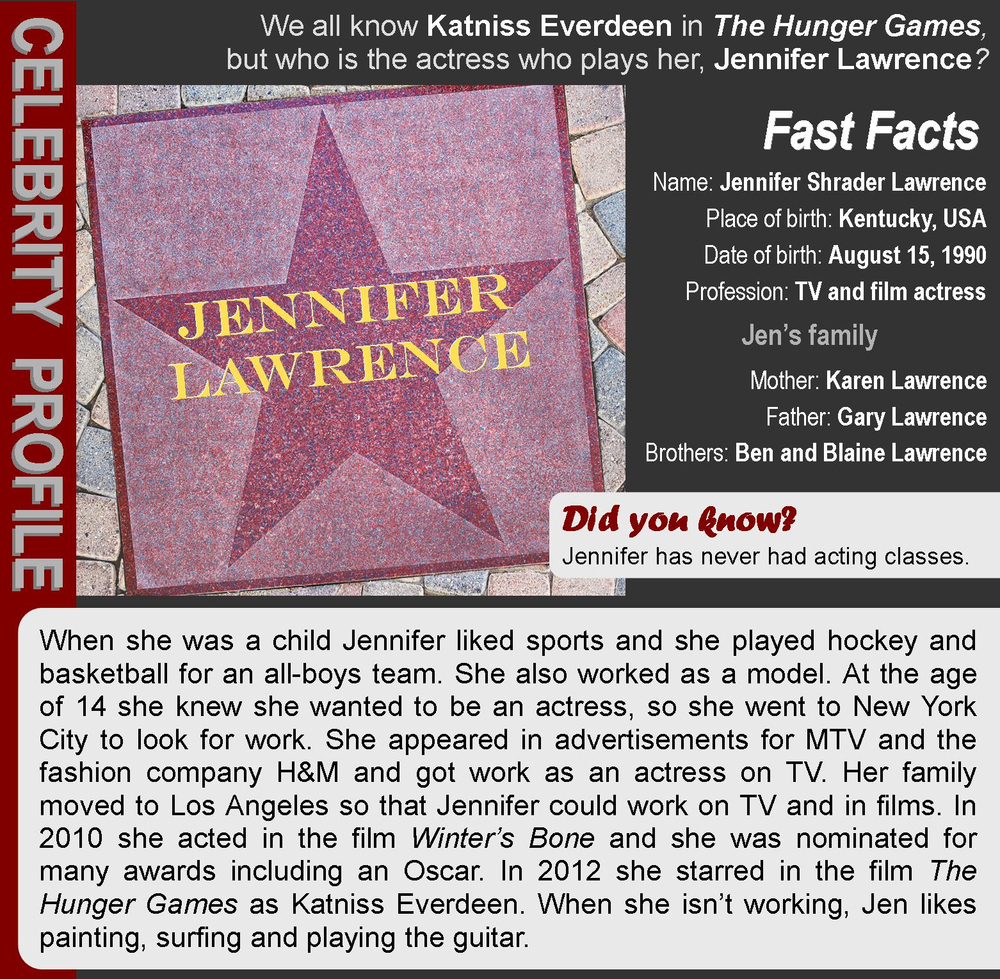 CELEBRITY PROFILE
We all know Katniss Everdeen in The Hunger Games,
but who is the actress who plays her, Jennifer Lawrence?
JENNIFER
LAWRENCE
Fast Facts
Name: Jennifer Shrader Lawrence
Place of birth: Kentucky, USA
Date of birth: August 15, 1990
Profession: TV and film actress
Jen’s family
Mother: Karen Lawrence
Father: Gary Lawrence
Brothers: Ben and Blaine Lawrence
Did you know?
Jennifer has never had acting classes.
When she was a child Jennifer liked sports and she played hockey and
basketball for an all-boys team. She also worked as a model. At the age
of 14 she knew she wanted to be an actress, so she went to New York
City to look for work. She appeared in advertisements for MTV and the
fashion company H&M and got work as an actress on TV. Her family
moved to Los Angeles so that Jennifer could work on TV and in films. In
2010 she acted in the film Winter’s Bone and she was nominated for
many awards including an Oscar. In 2012 she starred in the film The
Hunger Games as Katniss Everdeen. When she isn’t working, Jen likes
painting, surfing and playing the guitar.